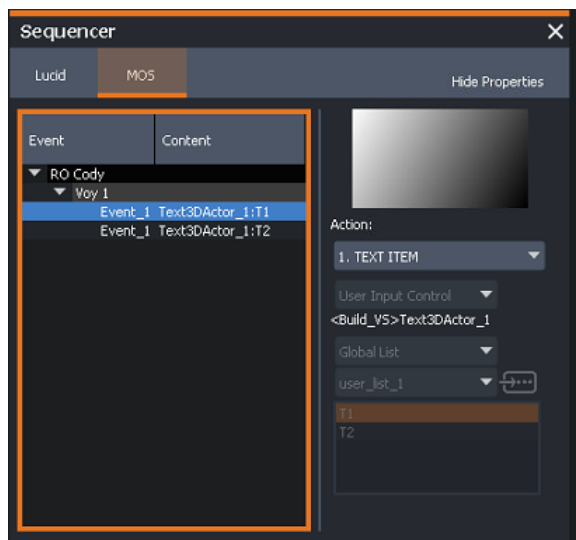 Sequencer
Lucid MOS Hide Properties
Event Content
RO Cody
Voy 1
Event_1 Text3DActor_1:T1
Event_1 Text3DActor_1:T2
Action:
1. TEXT ITEM
User Input Control
<Build_VS>Text3DActor_1
Global List
user_list_1
T1
T2